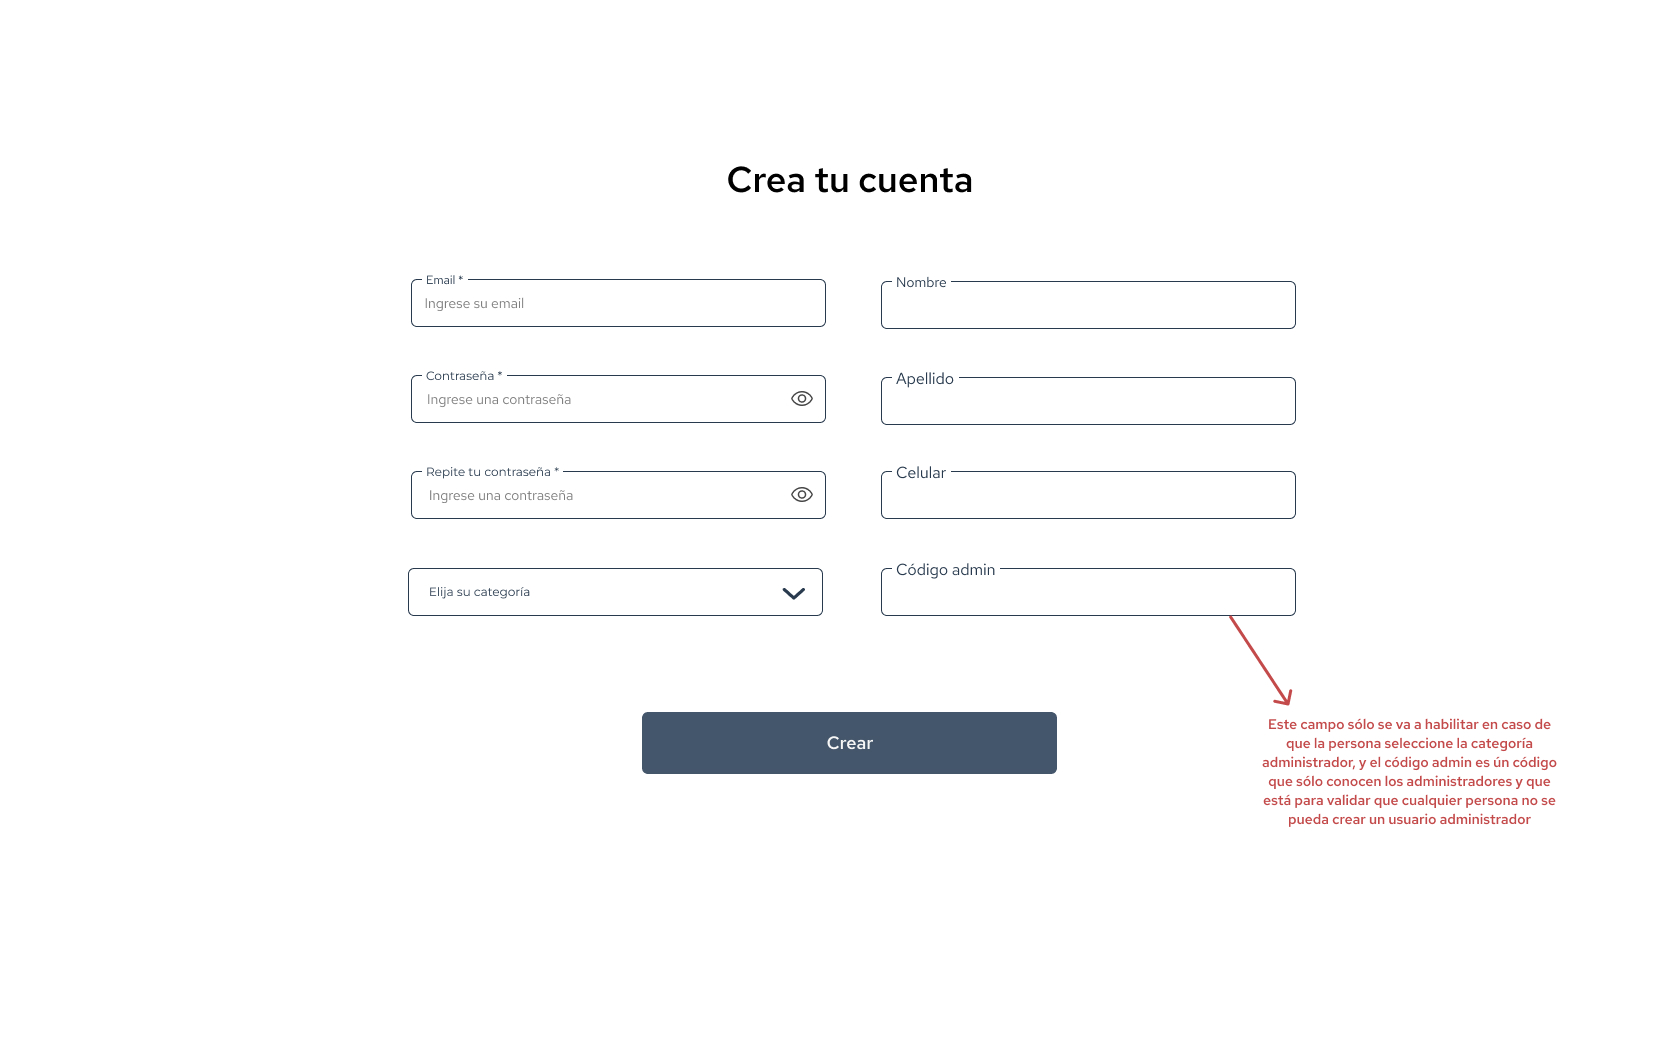 Crea tu cuenta
Email *
Ingrese su email
Nombre
Contraseña *
Ingrese una contraseña
Apellido
Repite tu contraseña *
Ingrese una contraseña
Celular
Elija su categoría
Código admin
Crear
Este campo sólo se va a habilitar en caso de
que la persona seleccione la categoría
administrador, y el código admin es ún código
que sólo conocen los administradores y que
está para validar que cualquier persona no se
pueda crear un usuario administrador